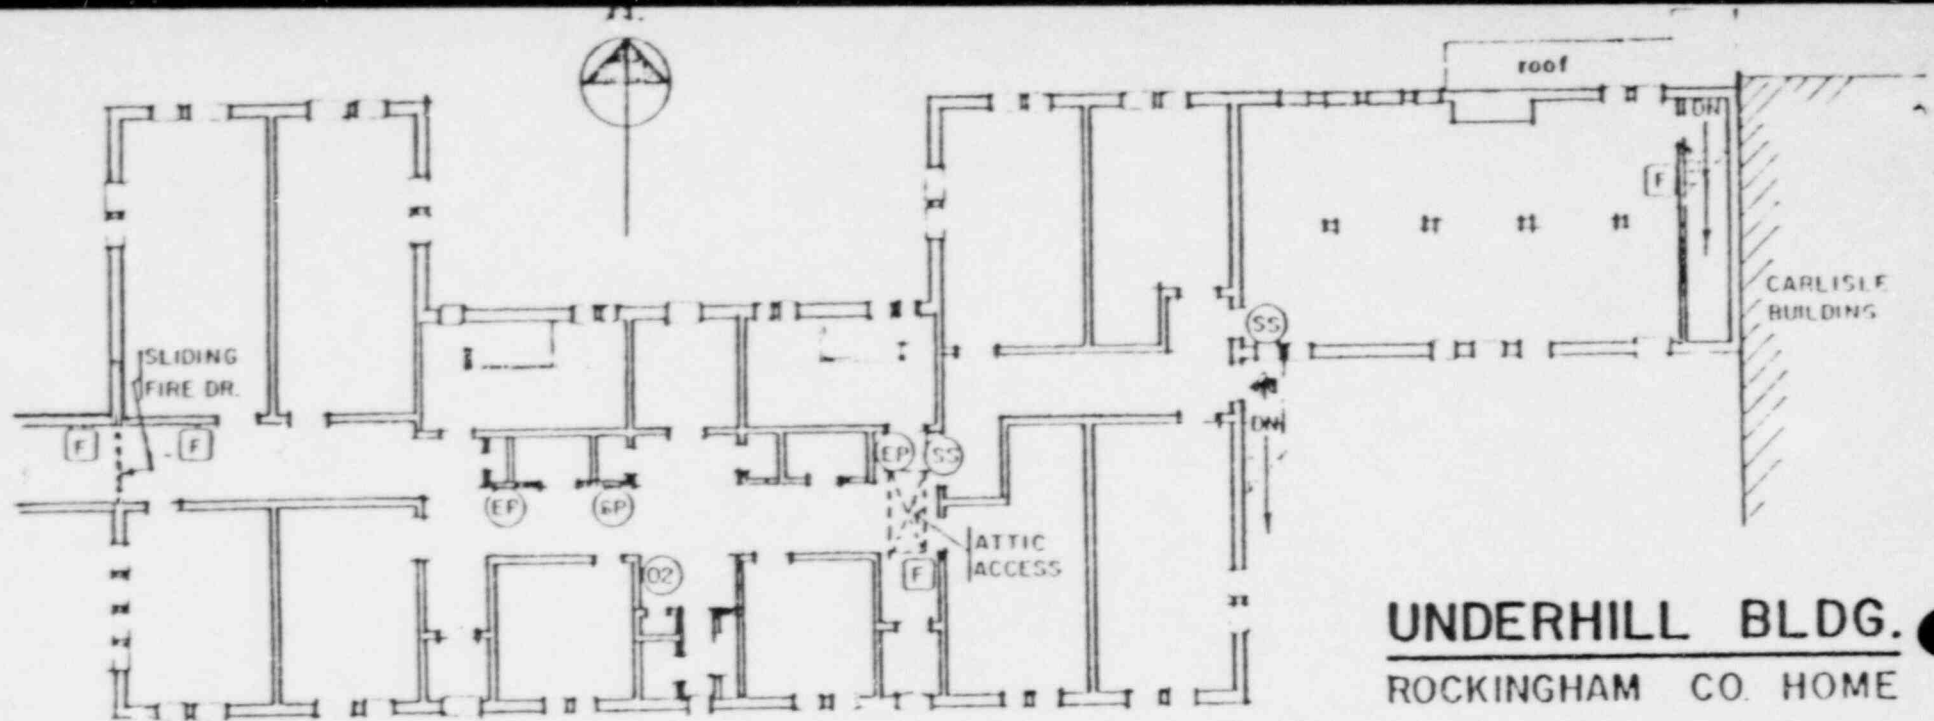 roof
DN
F
CARLISLE
BUILDING
SS
SLIDING
FIRE DR.
DN
F
F
EP
SS
EP
EP
ATTIC
ACCESS
O2
F
UNDERHILL BLDG.
ROCKINGHAM CO. HOME